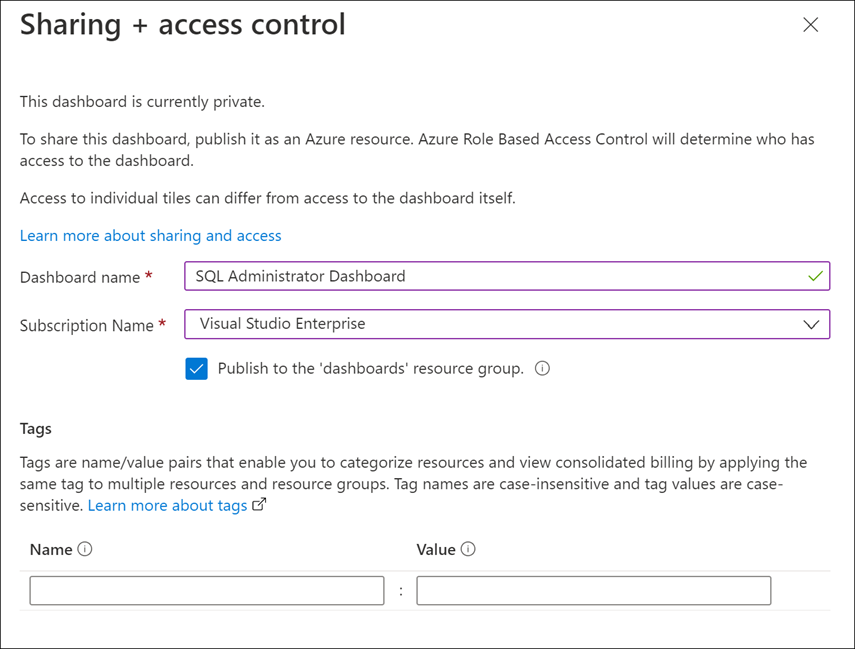 Sharing + access control
This dashboard is currently private.
To share this dashboard, publish it as an Azure resource. Azure Role Based Access Control will determine who has
access to the dashboard.
Access to individual tiles can differ from access to the dashboard itself.
Learn more about sharing and access
Dashboard name * SQL Administrator Dashboard
Subscription Name * Visual Studio Enterprise
Publish to the 'dashboards' resource group.
Tags
Tags are name/value pairs that enable you to categorize resources and view consolidated billing by applying the
same tag to multiple resources and resource groups. Tag names are case-insensitive and tag values are case-
sensitive. Learn more about tags
Name Value
: